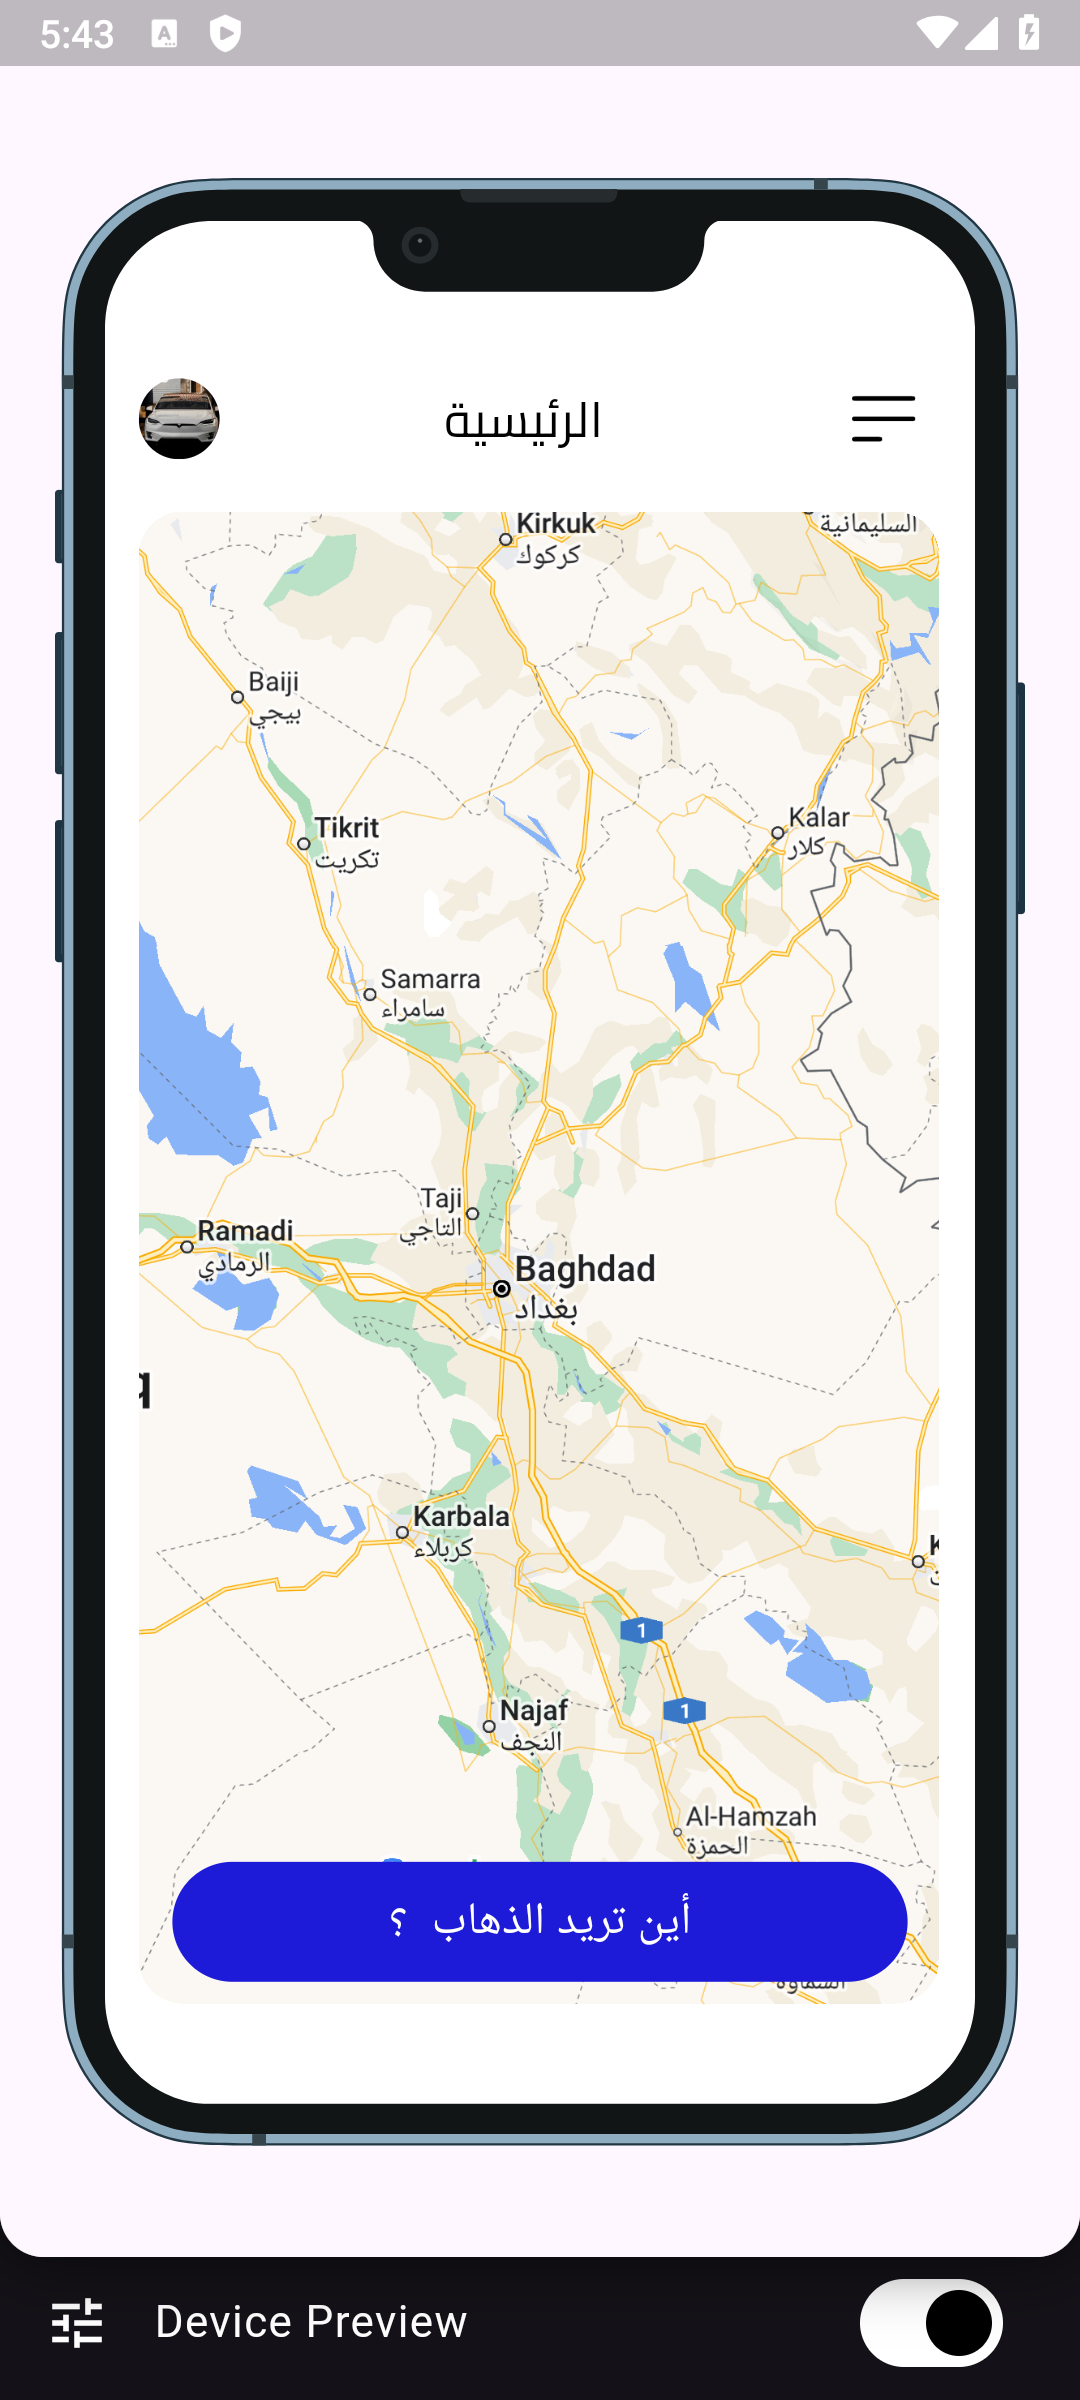 5:43
الرئيسية
Kirkuk
كركوك
السليمانية
Baiji
بيجي
Kalar
كلار
Tikrit
تكريت
Samarra
سامراء
Taji
التاجي
Ramadi
الرمادي
Baghdad
بغداد
q
Karbala
كربلاء
K
1
1
Najaf
النجف
Al-Hamzah
الحمزة
أين تريد الذهاب ؟
السماوة
Device Preview